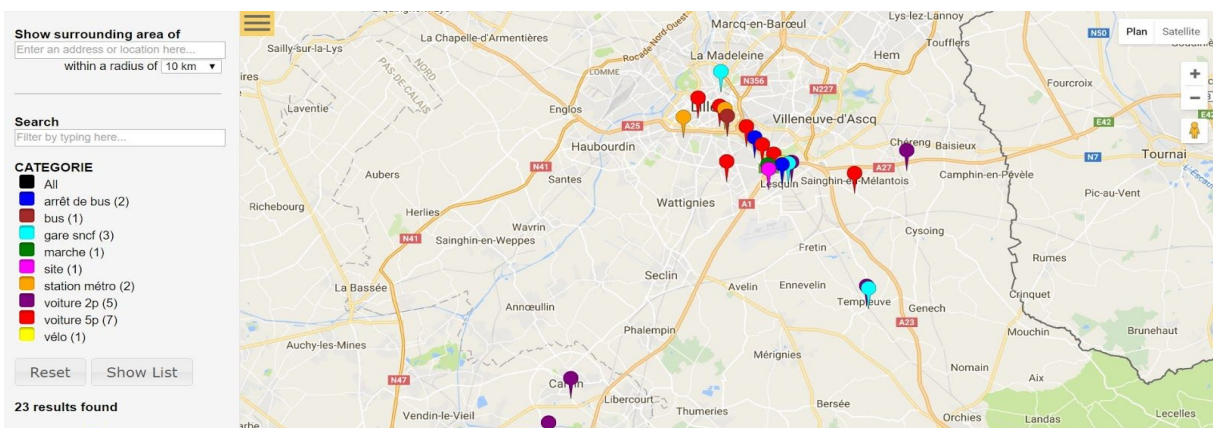 Show surrounding area of
Enter an address or location here...
within a radius of 10 km
Search
Filter by typing here...
CATEGORIE
All
arrêt de bus (2)
bus (1)
gare sncf (3)
marche (1)
site (1)
station métro (2)
voiture 2p (5)
voiture 5p (7)
vélo (1)
Reset Show List
23 results found
Sailly-sur-la-Lys
La Chapelle-d'Armentières
Rocade Nord-Ouest
Marcq-en-Barœul
Lys-lez-Lannoy
N50
Plan Satellite
Toufflers
Hem
La Madeleine
PAS-DE-CALAIS
NORD
LOMME
N356
N227
Fourcroix
Laventie
Englos
A25
Villeneuve-d'Ascq
E42
Haubourdin
Chéreng Baisieux
N7
Tournai
N41
Aubers
Santes
A27
Camphin-en-Pévèle
Lesquin
Sainghin-en-Mélantois
Pic-au-Vent
Richebourg
Herlies
Wattignies
A1
Wavrin
N41
Sainghin-en-Weppes
Cysoing
Fretin
Rumes
Seclin
La Bassée
Avelin
Ennevelin
Templeuve
Genech
Crinquet
Annœullin
A23
Phalempin
Mouchin
Brunehaut
Auchy-les-Mines
Mérignies
Nomain
Aix
N47
Carvin
Libercourt
Thumeries
Bersée
Vendin-le-Vieil
Orchies
Landas
Lecelles